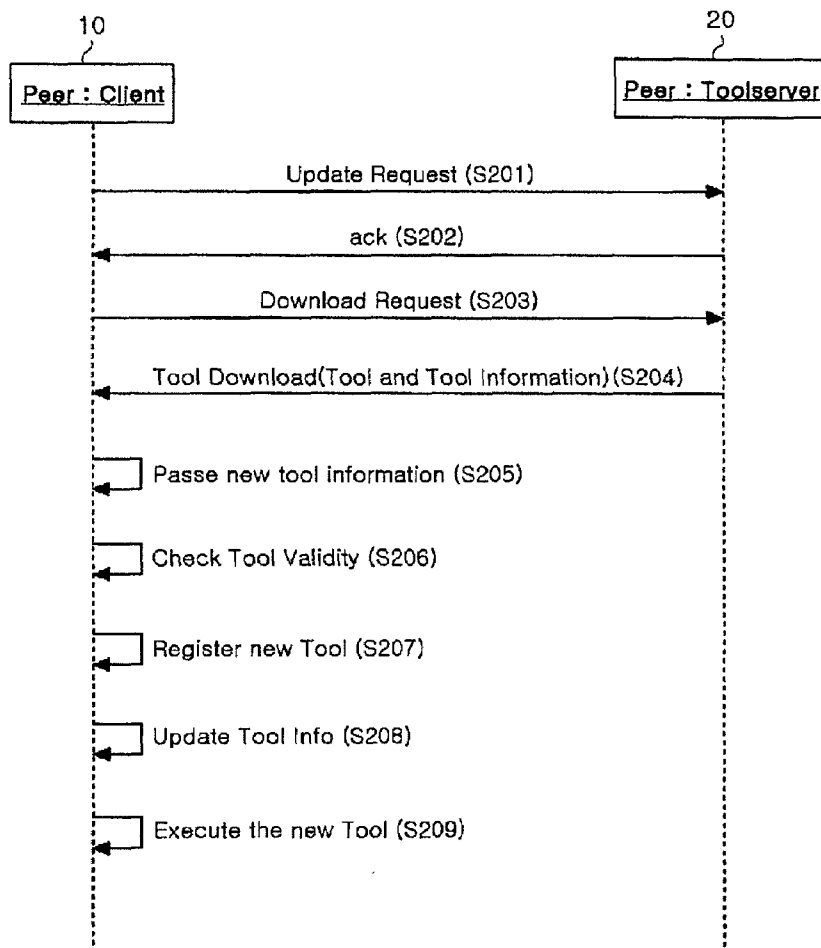 10
20
Peer : Client
Peer : Toolserver
Update Request (S201)
ack (S202)
Download Request (S203)
Tool Download(Tool and Tool Information)(S204)
Passe new tool information (S205)
Check Tool Validity (S206)
Register new Tool (S207)
Update Tool Info (S208)
Execute the new Tool (S209)